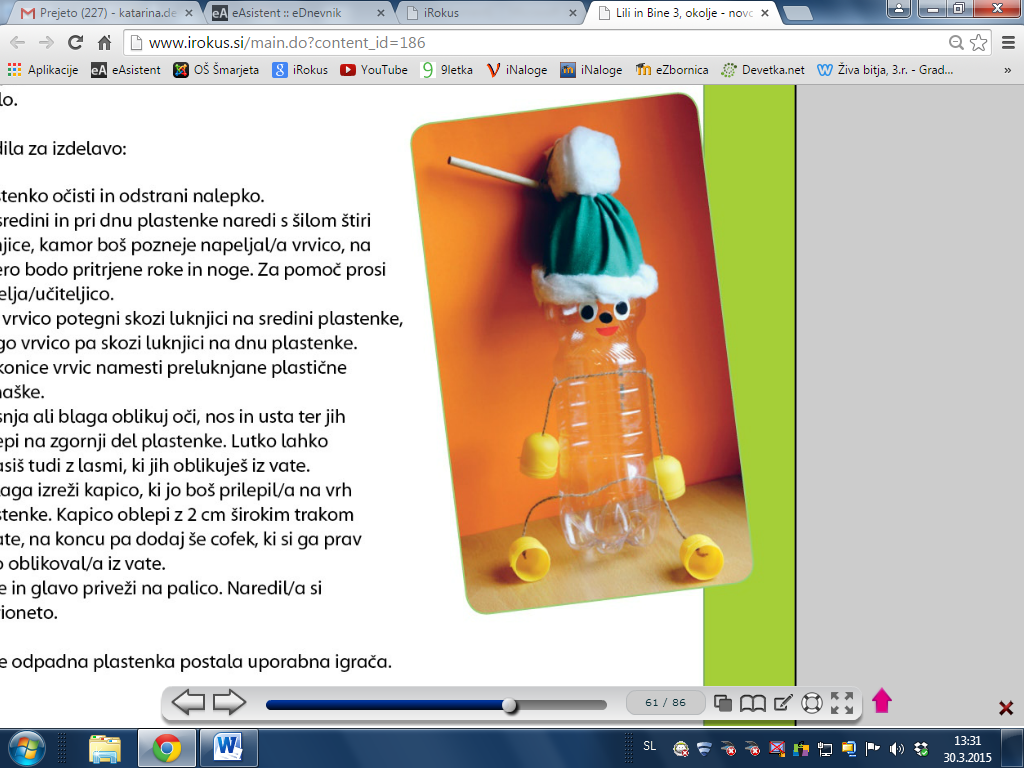 Prejeto (227) - katarina.de
eAsistent :: eDnevnik
iRokus
Lili in Bine 3, okolje - novo
www.irokus.si/main.do?content_id=186
Aplikacije
eA eAsistent
OŠ Šmarjeta
iRokus
YouTube
9letka
iNaloge
iNaloge
eZbornica
Devetka.net
Živa bitja, 3.r. - Grad...
»
lo.
dila za izdelavo:
stenko očisti in odstrani nalepko.
sredini in pri dnu plastenke naredi s šilom štiri
njice, kamor boš pozneje napeljal/a vrvico, na
ero bodo pritrjene roke in noge. Za pomoč prosi
elja/učiteljico.
vrvico potegni skozi luknjici na sredini plastenke,
go vrvico pa skozi luknjici na dnu plastenke.
konice vrvic namesti preluknjane plastične
naške.
snja ali blaga oblikuj oči, nos in usta ter jih
epi na zgornji del plastenke. Lutko lahko
asiš tudi z lasmi, ki jih oblikuješ iz vate.
laga izreži kapico, ki jo boš prilepil/a na vrh
stenke. Kapico oblepi z 2 cm širokim trakom
ate, na koncu pa dodaj še cofek, ki si ga prav
o oblikoval/a iz vate.
e in glavo priveži na palico. Naredil/a si
rioneto.
e odpadna plastenka postala uporabna igrača.
61 / 86
SL
13:31
30.3.2015